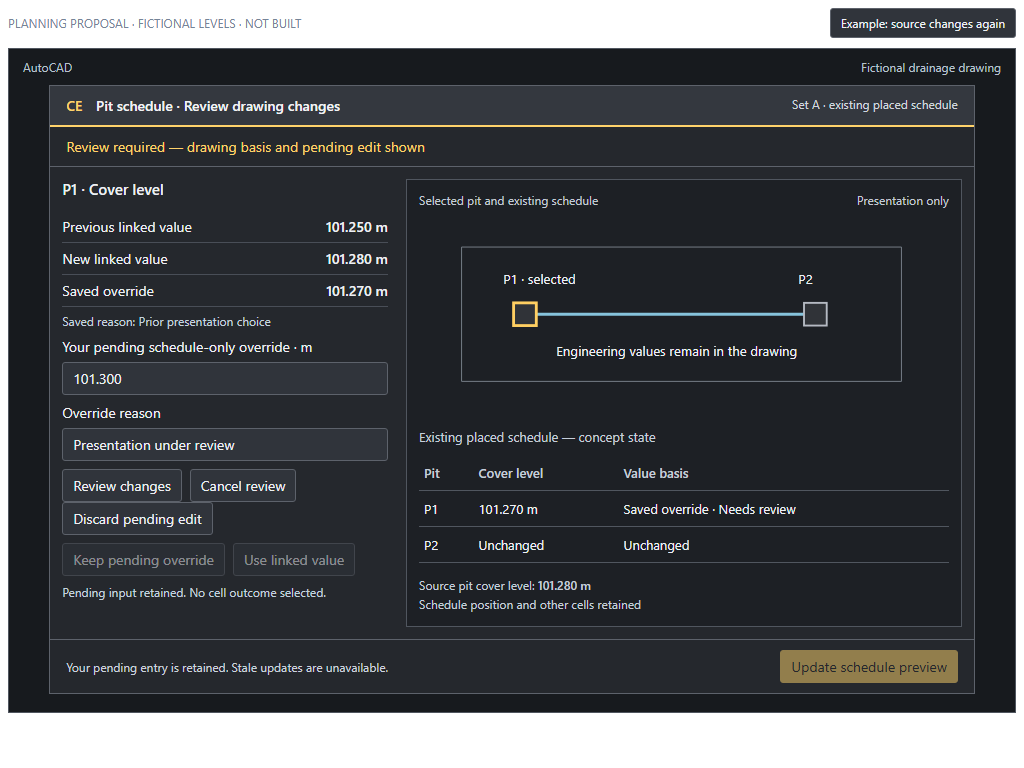 PLANNING PROPOSAL · FICTIONAL LEVELS · NOT BUILT
Example: source changes again
AutoCAD
Fictional drainage drawing
CE Pit schedule · Review drawing changes
Set A · existing placed schedule
Review required — drawing basis and pending edit shown
P1 · Cover level
Previous linked value 101.250 m
New linked value 101.280 m
Saved override 101.270 m
Saved reason: Prior presentation choice
Your pending schedule-only override · m
101.300
Override reason
Presentation under review
Review changes Cancel review
Discard pending edit
Keep pending override Use linked value
Pending input retained. No cell outcome selected.
Selected pit and existing schedule Presentation only
P1 · selected P2
Engineering values remain in the drawing
Existing placed schedule — concept state
Pit Cover level Value basis
P1 101.270 m Saved override · Needs review
P2 Unchanged Unchanged
Source pit cover level: 101.280 m
Schedule position and other cells retained
Your pending entry is retained. Stale updates are unavailable.
Update schedule preview